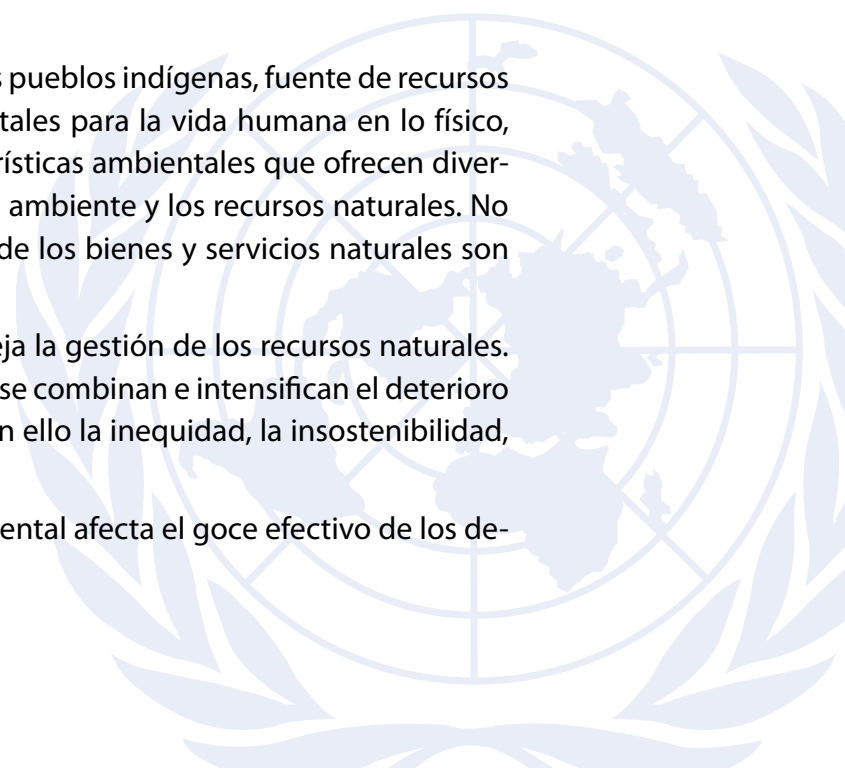 s pueblos indígenas, fuente de recursos
tales para la vida humana en lo físico,
rísticas ambientales que ofrecen diver-
ambiente y los recursos naturales. No
de los bienes y servicios naturales son
eja la gestión de los recursos naturales.
se combinan e intensifican el deterioro
n ello la inequidad, la insostenibilidad,
ental afecta el goce efectivo de los de-